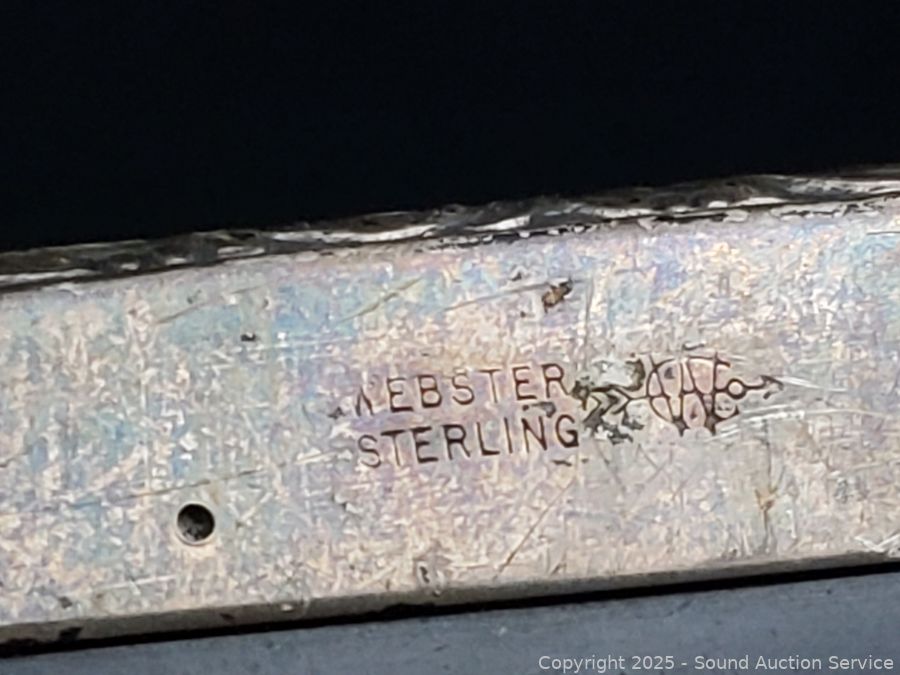 WEBSTER
STERLING
Copyright 2025 - Sound Auction Service